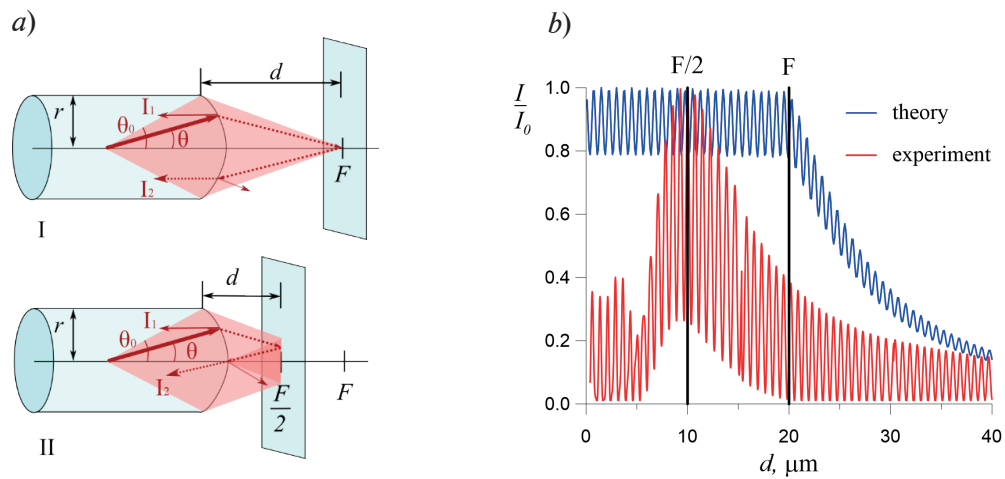 a)
d
r
I₁
θ₀
θ
I₂
F
I
d
r
I₁
θ₀
θ
I₂
F/2
F
II
b)
F/2 F
I/I₀
1.0
0.8
0.6
0.4
0.2
0.0
0 10 20 30 40
d, μm
theory
experiment